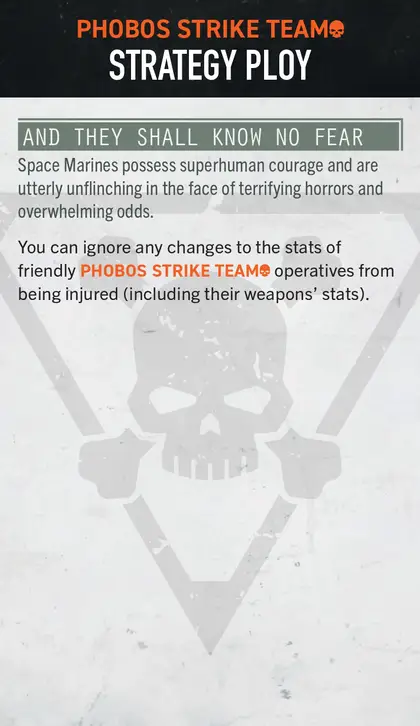 PHOBOS STRIKE TEAM
STRATEGY PLOY
AND THEY SHALL KNOW NO FEAR
Space Marines possess superhuman courage and are
utterly unflinching in the face of terrifying horrors and
overwhelming odds.
You can ignore any changes to the stats of
friendly PHOBOS STRIKE TEAM operatives from
being injured (including their weapons’ stats).